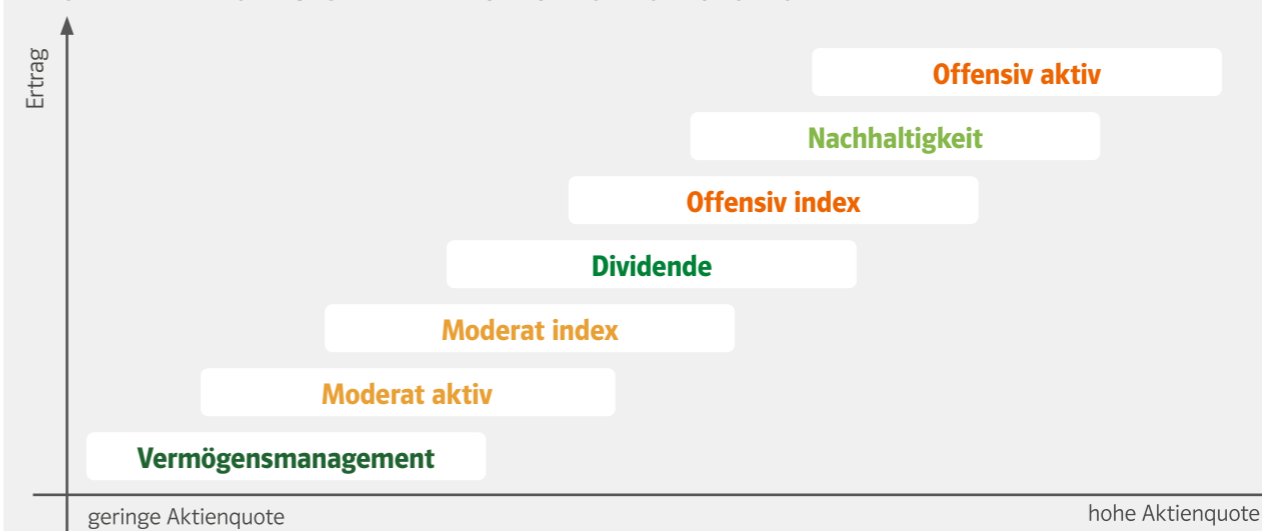 Ertrag
Offensiv aktiv
Nachhaltigkeit
Offensiv index
Dividende
Moderat index
Moderat aktiv
Vermögensmanagement
geringe Aktienquote
hohe Aktienquote